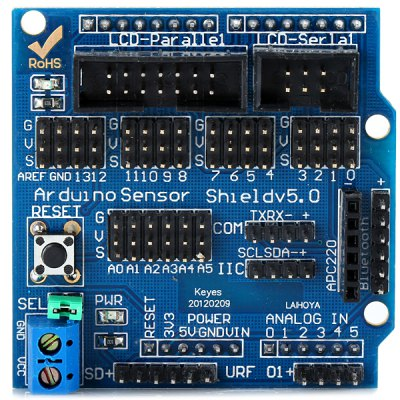 LCD-Parallel LCD-Serial
RoHS
G G G G
V V V V
S S S S
AREF GND 13 12 11 10 9 8 7 6 5 4 3 2 1 0
Arduino Sensor Shield v5.0
RESET
G
V
S
COM TXRX- +
A0 A1 A2 A3 A4 A5
IIC SCLSDA-+
APC220
Bluetooth
- +
SEL PWR
Keyes
20120209
LAIHOYA
GND
VCC
RESET 3V3 5V GND VIN
POWER ANALOG IN
0 1 2 3 4 5
SD+ URF 01+